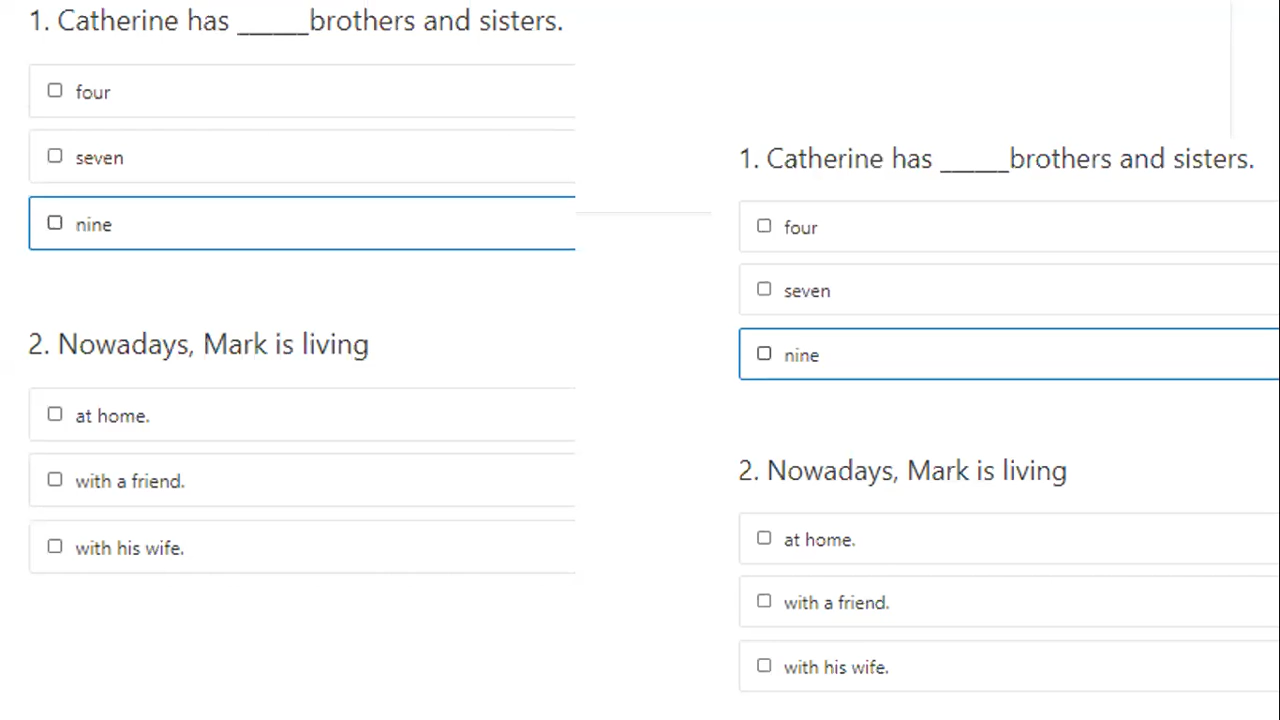 1. Catherine has ______brothers and sisters.
four
seven
nine
2. Nowadays, Mark is living
at home.
with a friend.
with his wife.
1. Catherine has ______brothers and sisters.
four
seven
nine
2. Nowadays, Mark is living
at home.
with a friend.
with his wife.